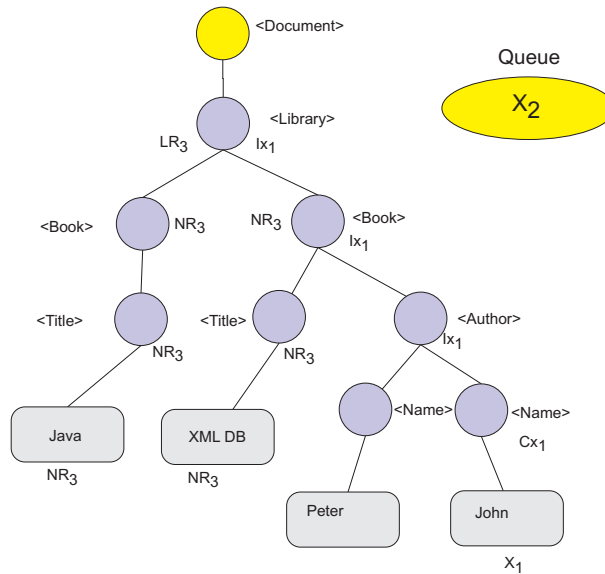 <Document>
Queue
X2
<Library>
LR3
Ix1
<Book>
NR3
NR3
<Book>
Ix1
<Title>
NR3
<Title>
NR3
<Author>
Ix1
<Name>
<Name>
Cx1
Java
NR3
XML DB
NR3
Peter
John
X1